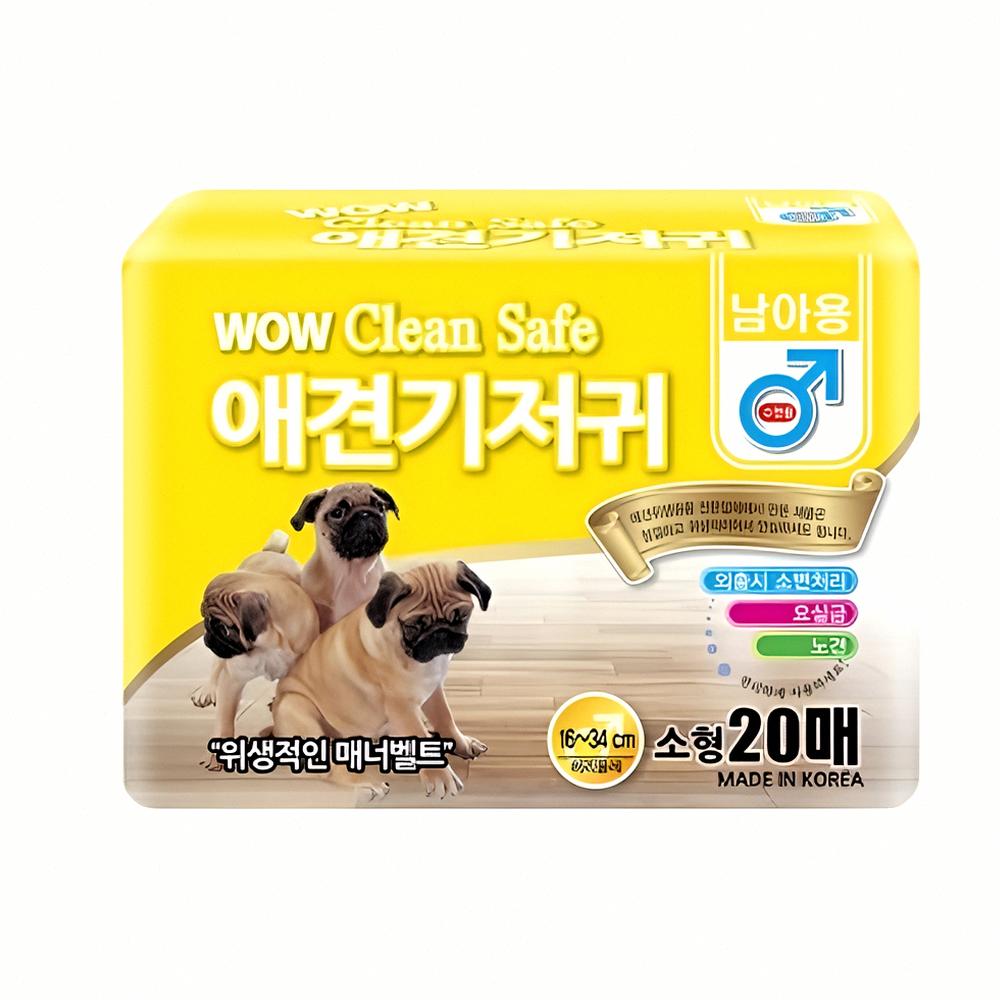 WOW
Clean Safe
애견기저귀
남아용
WOW Clean Safe
애견기저귀
외출시 소변처리
요실금
노견
16~34 cm
소형 20매
MADE IN KOREA
"위생적인 매너벨트"